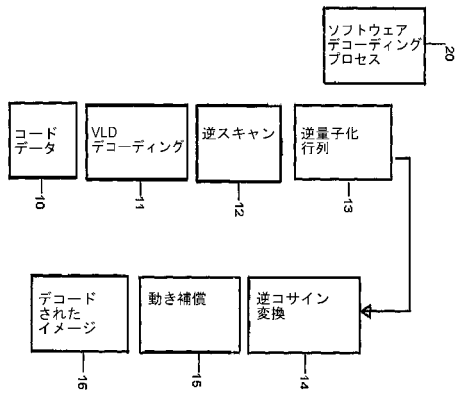 ソフトウェア
デコーディング
プロセス
20
コード
データ
VLD
デコーディング
逆スキャン
逆量子化
行列
10
11
12
13
デコード
された
イメージ
動き補償
逆コサイン
変換
16
15
14